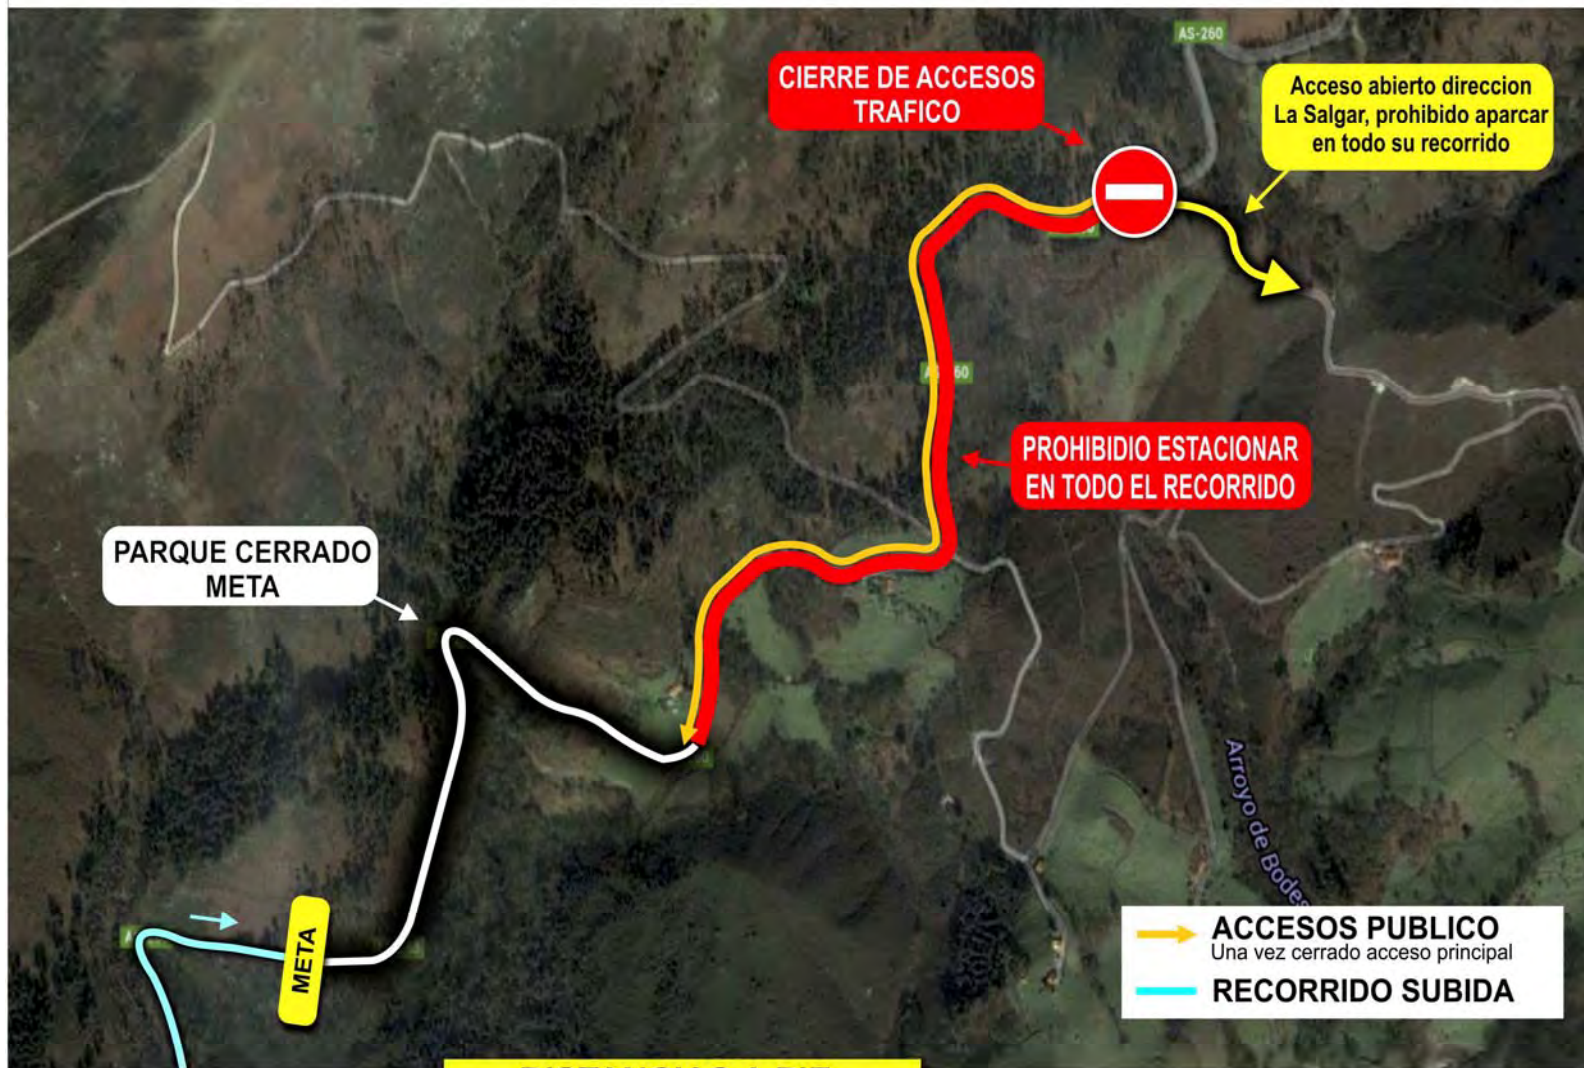 AS-260
CIERRE DE ACCESOS
TRAFICO
Acceso abierto direccion
La Salgar, prohibido aparcar
en todo su recorrido
PROHIBIDIO ESTACIONAR
EN TODO EL RECORRIDO
PARQUE CERRADO
META
META
Arroyo de Bodes
ACCESOS PUBLICO
Una vez cerrado acceso principal
RECORRIDO SUBIDA